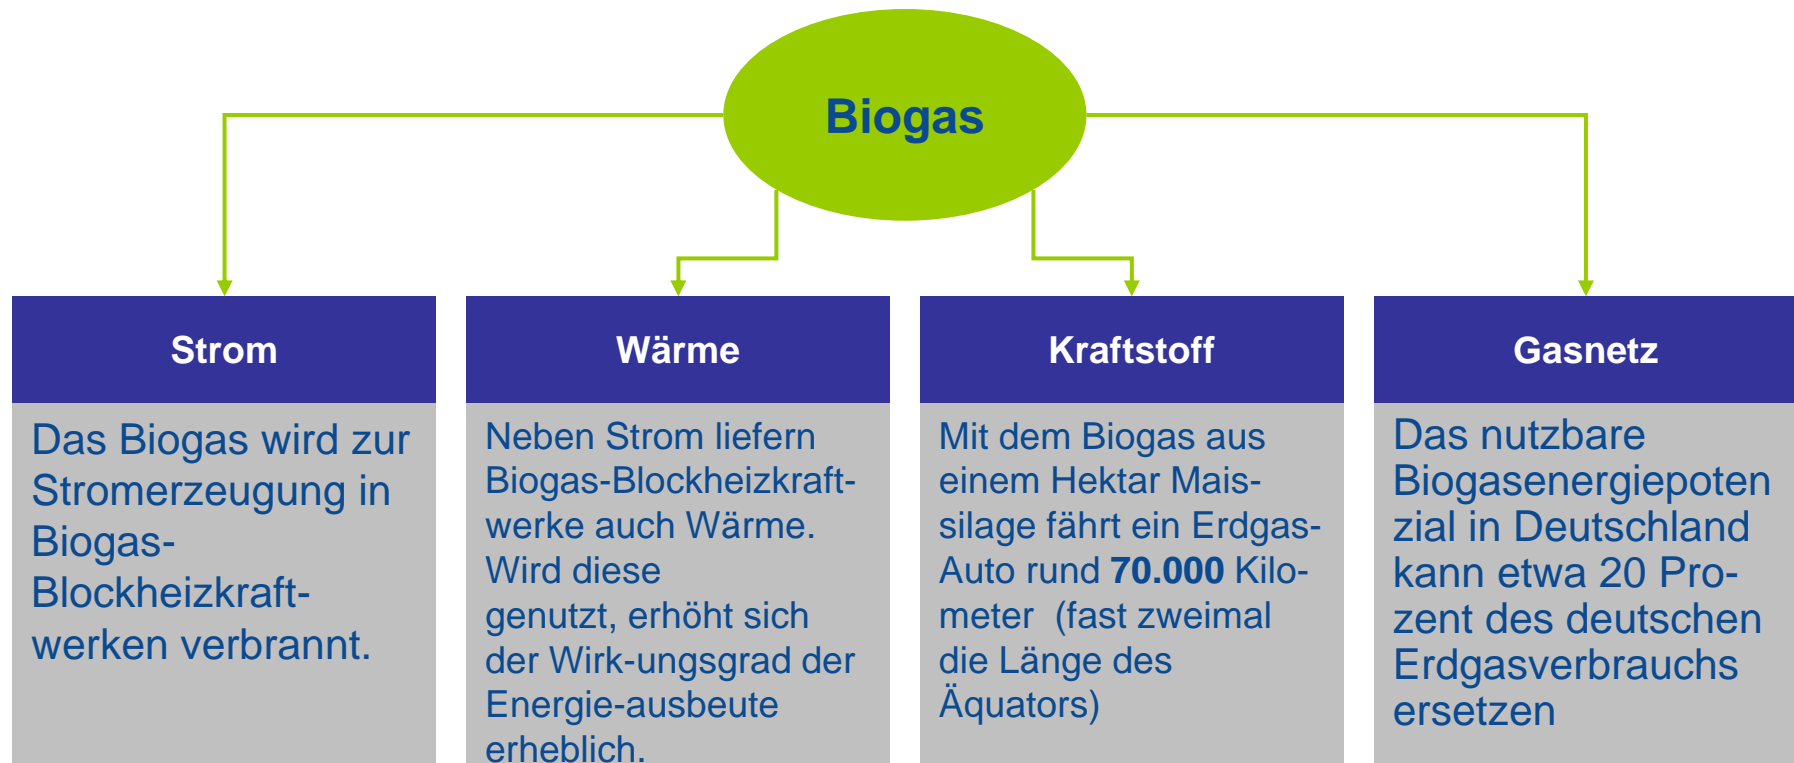 Biogas
Strom
Das Biogas wird zur
Stromerzeugung in
Biogas-
Blockheizkraft-
werken verbrannt.
Wärme
Neben Strom liefern
Biogas-Blockheizkraft-
werke auch Wärme.
Wird diese
genutzt, erhöht sich
der Wirk-ungsgrad der
Energie-ausbeute
erheblich.
Kraftstoff
Mit dem Biogas aus
einem Hektar Mais-
silage fährt ein Erdgas-
Auto rund 70.000 Kilo-
meter (fast zweimal
die Länge des
Äquators)
Gasnetz
Das nutzbare
Biogasenergiepoten
zial in Deutschland
kann etwa 20 Pro-
zent des deutschen
Erdgasverbrauchs
ersetzen